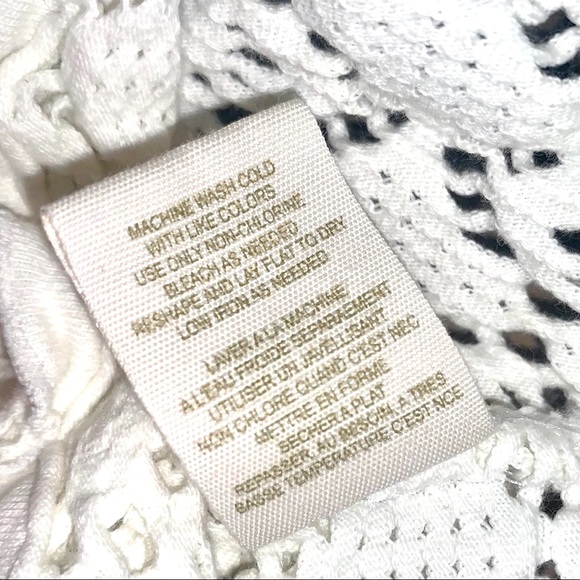 MACHINE WASH COLD
WITH LIKE COLORS
USE ONLY NON-CHLORINE
BLEACH AS NEEDED
RESHAPE AND LAY FLAT TO DRY
LOW IRON AS NEEDED
LAVER A LA MACHINE
A L'EAU FROIDE SEPAREMENT
UTILISER UN JAVELLISANT
NON CHLORE QUAND C'EST NEC
METTRE EN FORME
SECHER A PLAT
REPASSER, AU BESOIN, A TRES
BASSE TEMPERATURE C'EST-NCE